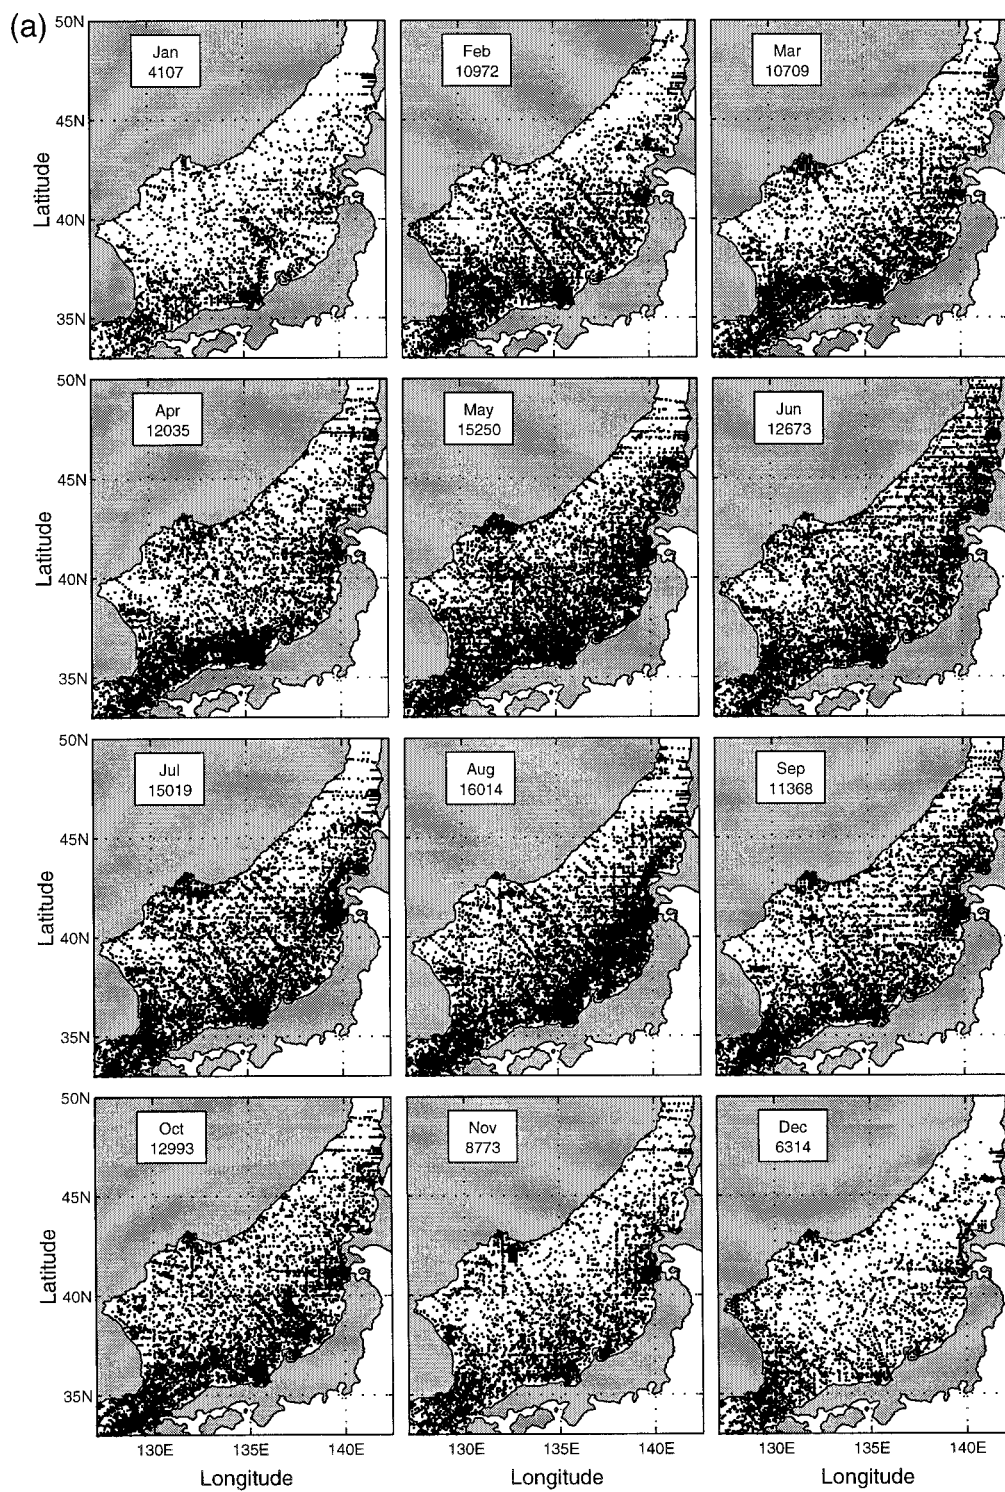 (a)
50N
45N
40N
35N
Latitude
Jan
4107
Feb
10972
Mar
10709
50N
45N
40N
35N
Latitude
Apr
12035
May
15250
Jun
12673
50N
45N
40N
35N
Latitude
Jul
15019
Aug
16014
Sep
11368
50N
45N
40N
35N
Latitude
Oct
12993
Nov
8773
Dec
6314
130E 135E 140E
130E 135E 140E
130E 135E 140E
Longitude
Longitude
Longitude